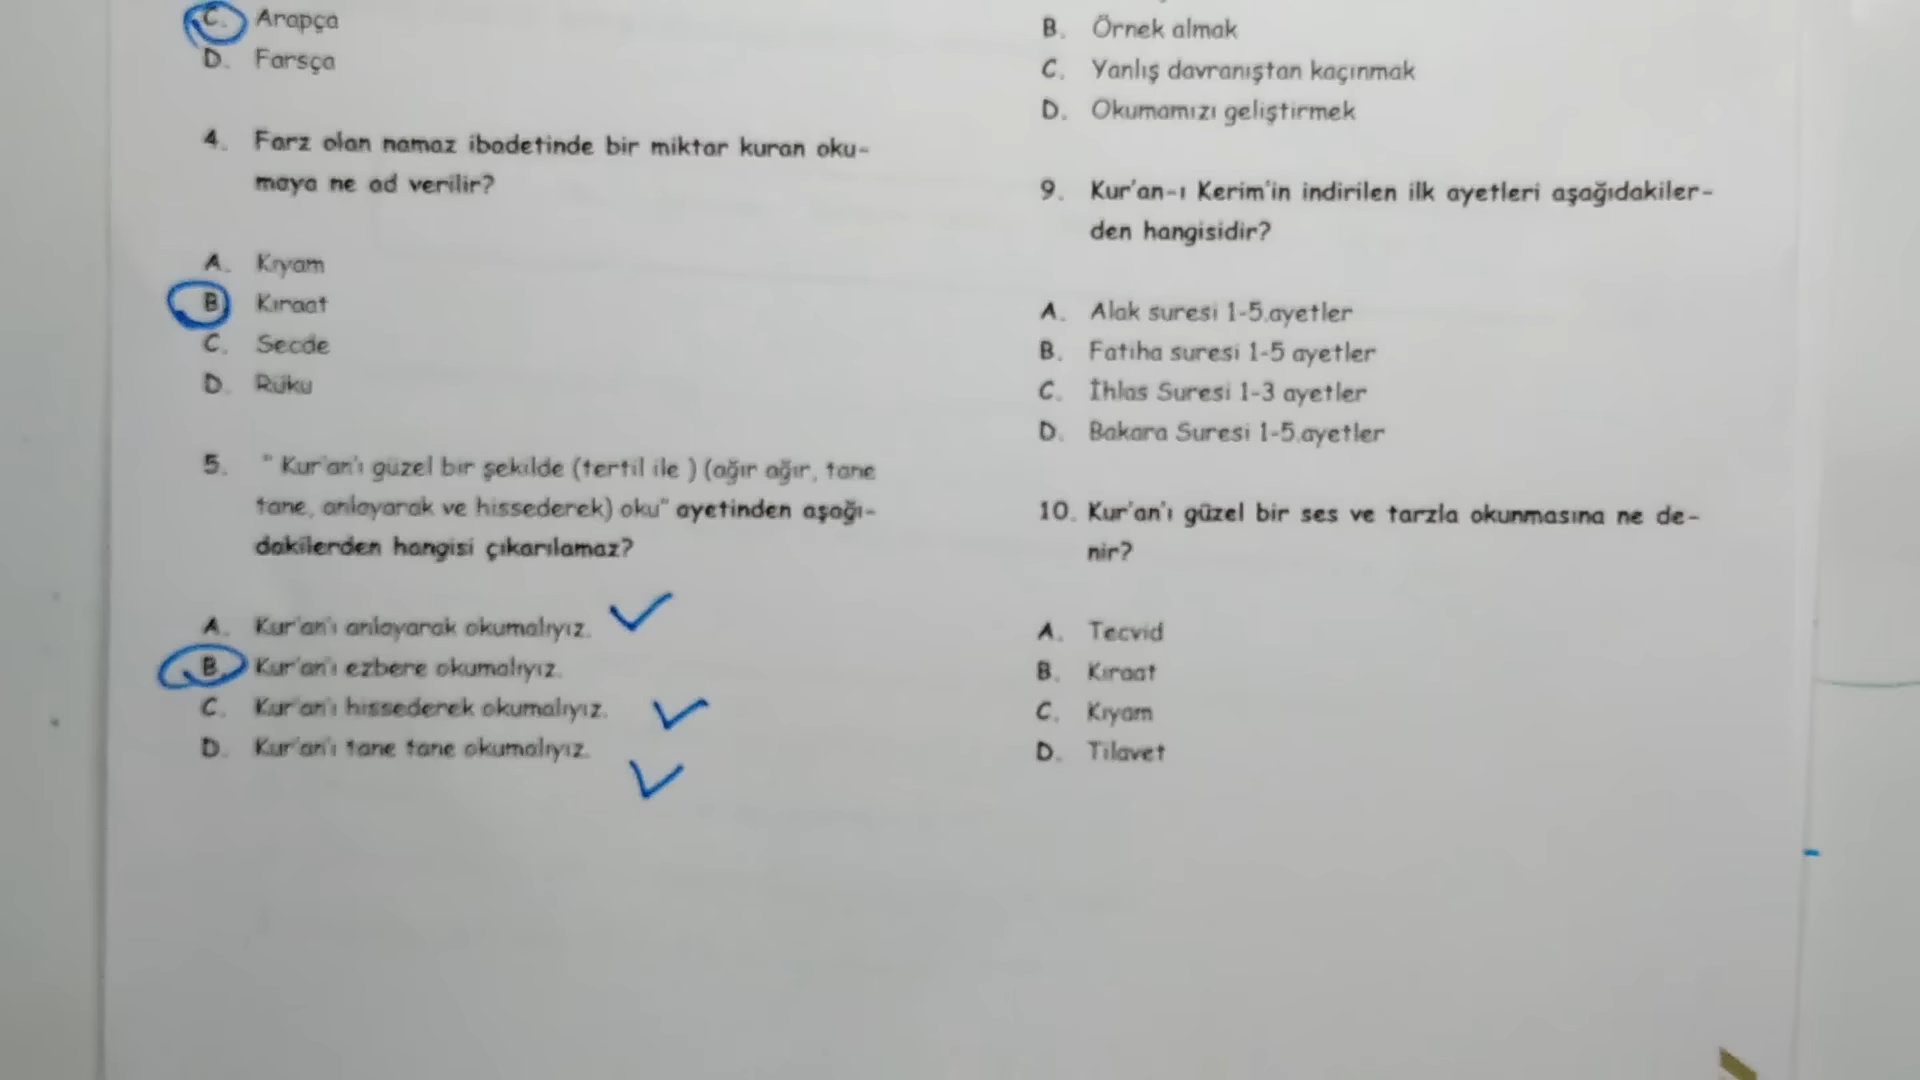 C. Arapça
D. Farsça
4. Farz olan namaz ibadetinde bir miktar kuran oku-
maya ne ad verilir?
A. Kıyam
B. Kıraat
C. Secde
D. Rüku
5. " Kur'an'ı güzel bir şekilde (tertil ile ) (ağır ağır, tane
tane, anlayarak ve hissederek) oku" ayetinden aşağı-
dakilerden hangisi çıkarılamaz?
A. Kur'an'ı anlayarak okumalıyız.
B. Kur'an'ı ezbere okumalıyız.
C. Kur'an'ı hissederek okumalıyız.
D. Kur'an'ı tane tane okumalıyız.
B. Örnek almak
C. Yanlış davranıştan kaçınmak
D. Okumamızı geliştirmek
9. Kur'an-ı Kerim'in indirilen ilk ayetleri aşağıdakiler-
den hangisidir?
A. Alak suresi 1-5.ayetler
B. Fatiha suresi 1-5 ayetler
C. İhlas Suresi 1-3 ayetler
D. Bakara Suresi 1-5.ayetler
10. Kur'an'ı güzel bir ses ve tarzla okunmasına ne de-
nir?
A. Tecvid
B. Kıraat
C. Kıyam
D. Tilavet